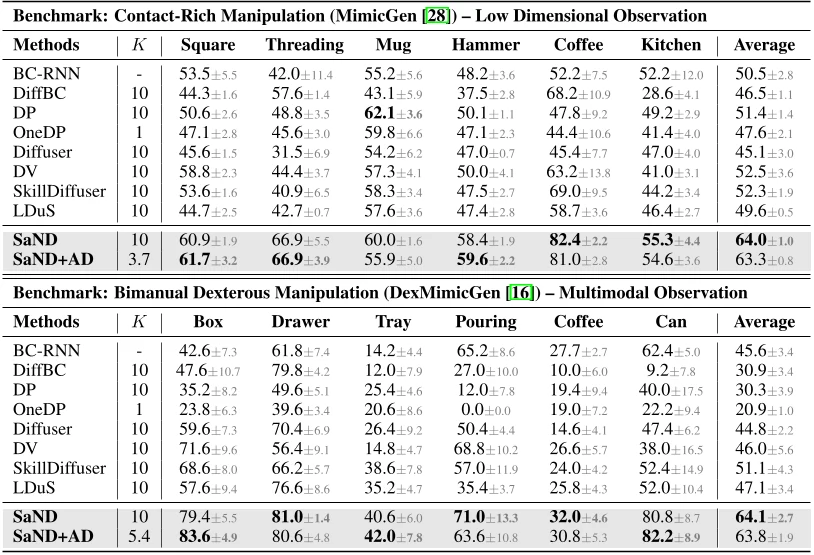 Benchmark: Contact-Rich Manipulation (MimicGen [28]) – Low Dimensional Observation
Methods K Square Threading Mug Hammer Coffee Kitchen Average
BC-RNN - 53.5±5.5 42.0±11.4 55.2±5.6 48.2±3.6 52.2±7.5 52.2±12.0 50.5±2.8
DiffBC 10 44.3±1.6 57.6±1.4 43.1±5.9 37.5±2.8 68.2±10.9 28.6±4.1 46.5±1.1
DP 10 50.6±2.6 48.8±3.5 62.1±3.6 50.1±1.1 47.8±9.2 49.2±2.9 51.4±1.4
OneDP 1 47.1±2.8 45.6±3.0 59.8±6.6 47.1±2.3 44.4±10.6 41.4±4.0 47.6±2.1
Diffuser 10 45.6±1.5 31.5±6.9 54.2±6.2 47.0±0.7 45.4±7.7 47.0±4.0 45.1±3.0
DV 10 58.8±2.3 44.4±3.7 57.3±4.1 50.0±4.1 63.2±13.8 41.0±3.1 52.5±3.6
SkillDiffuser 10 53.6±1.6 40.9±6.5 58.3±3.4 47.5±2.7 69.0±9.5 44.2±3.4 52.3±1.9
LDuS 10 44.7±2.5 42.7±0.7 57.6±3.6 47.4±2.8 58.7±3.6 46.4±2.7 49.6±0.5
SaND 10 60.9±1.9 66.9±5.5 60.0±1.6 58.4±1.9 82.4±2.2 55.3±4.4 64.0±1.0
SaND+AD 3.7 61.7±3.2 66.9±3.9 55.9±5.0 59.6±2.2 81.0±2.8 54.6±3.6 63.3±0.8
Benchmark: Bimanual Dexterous Manipulation (DexMimicGen [16]) – Multimodal Observation
Methods K Box Drawer Tray Pouring Coffee Can Average
BC-RNN - 42.6±7.3 61.8±7.4 14.2±4.4 65.2±8.6 27.7±2.7 62.4±5.0 45.6±3.4
DiffBC 10 47.6±10.7 79.8±4.2 12.0±7.9 27.0±10.0 10.0±6.0 9.2±7.8 30.9±3.4
DP 10 35.2±8.2 49.6±5.1 25.4±4.6 12.0±7.8 19.4±9.4 40.0±17.5 30.3±3.9
OneDP 1 23.8±6.3 39.6±3.4 20.6±8.6 0.0±0.0 19.0±7.2 22.2±9.4 20.9±1.0
Diffuser 10 59.6±7.3 70.4±6.9 26.4±9.2 50.4±4.4 14.6±4.1 47.4±6.2 44.8±2.2
DV 10 71.6±9.6 56.4±9.1 14.8±4.7 68.8±10.2 26.6±5.7 38.0±16.5 46.0±5.6
SkillDiffuser 10 68.6±8.0 66.2±5.7 38.6±7.8 57.0±11.9 24.0±4.2 52.4±14.9 51.1±4.3
LDuS 10 57.6±9.4 76.6±8.6 35.2±4.7 35.4±3.7 25.8±4.3 52.0±10.4 47.1±3.4
SaND 10 79.4±5.5 81.0±1.4 40.6±6.0 71.0±13.3 32.0±4.6 80.8±8.7 64.1±2.7
SaND+AD 5.4 83.6±4.9 80.6±4.8 42.0±7.8 63.6±10.8 30.8±5.3 82.2±8.9 63.8±1.9